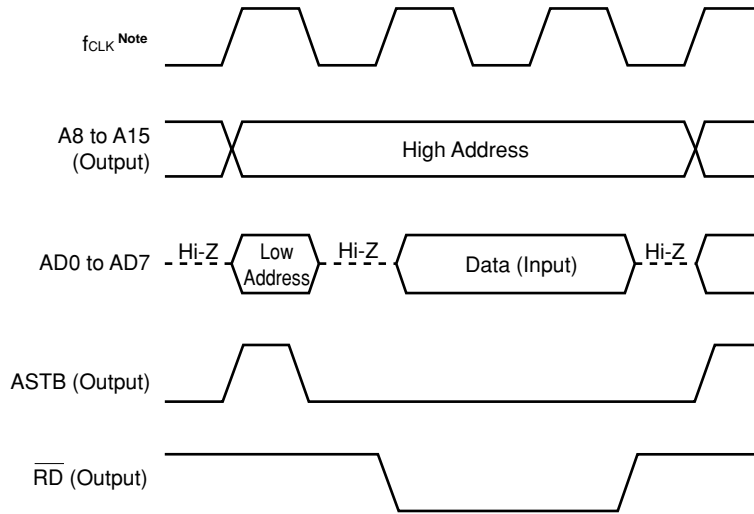 fCLK Note
A8 to A15
(Output)
High Address
AD0 to AD7
Hi-Z
Low
Address
Hi-Z
Data (Input)
Hi-Z
ASTB (Output)
RD (Output)